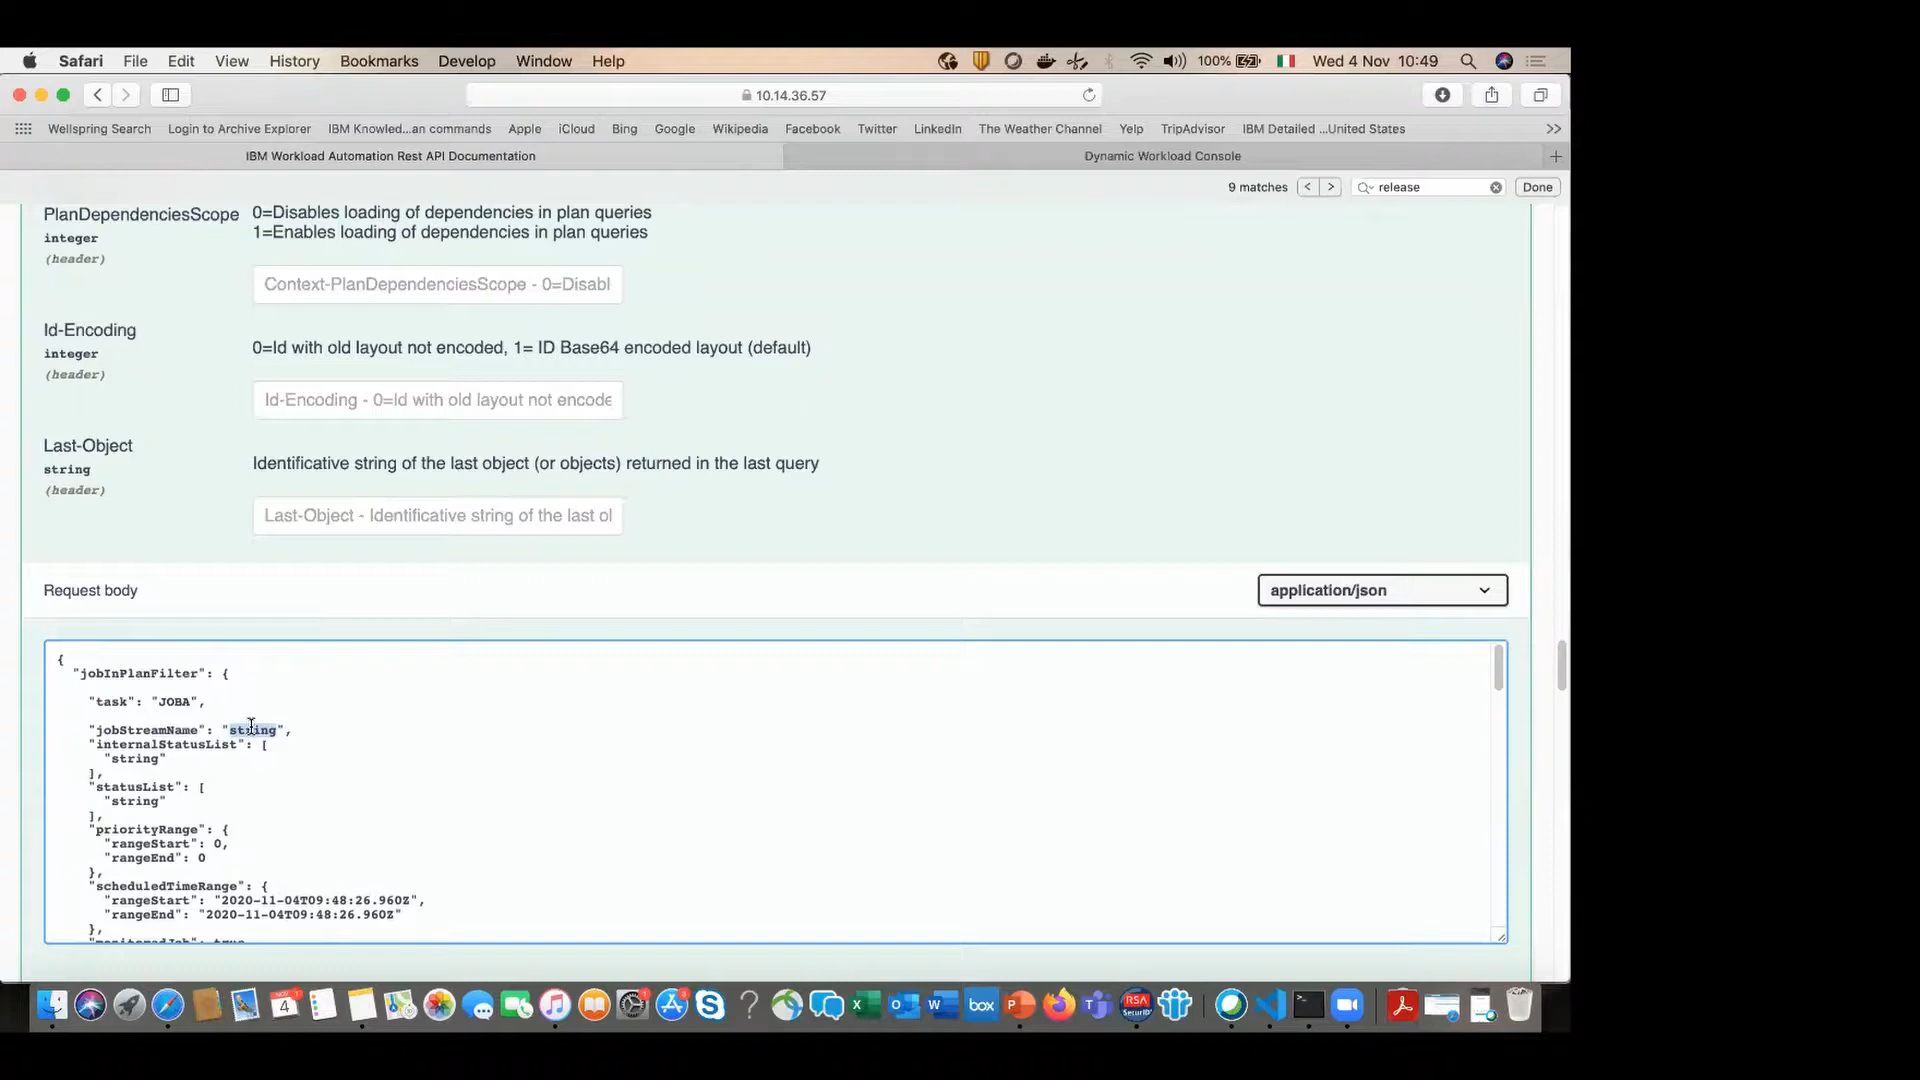 Safari File Edit View History Bookmarks Develop Window Help 100% Wed 4 Nov 10:49
10.14.36.57
Wellspring Search Login to Archive Explorer IBM Knowled...an commands Apple iCloud Bing Google Wikipedia Facebook Twitter LinkedIn The Weather Channel Yelp TripAdvisor IBM Detailed ...United States >>
IBM Workload Automation Rest API Documentation Dynamic Workload Console
9 matches release Done
PlanDependenciesScope 0=Disables loading of dependencies in plan queries
integer 1=Enables loading of dependencies in plan queries
(header)
Context-PlanDependenciesScope - 0=Disabl
Id-Encoding
integer 0=Id with old layout not encoded, 1= ID Base64 encoded layout (default)
(header)
Id-Encoding - 0=Id with old layout not encode
Last-Object
string Identificative string of the last object (or objects) returned in the last query
(header)
Last-Object - Identificative string of the last ol
Request body application/json
{
"jobInPlanFilter": {
"task": "JOBA",
"jobStreamName": "string",
"internalStatusList": [
"string"
],
"statusList": [
"string"
],
"priorityRange": {
"rangeStart": 0,
"rangeEnd": 0
},
"scheduledTimeRange": {
"rangeStart": "2020-11-04T09:48:26.960Z",
"rangeEnd": "2020-11-04T09:48:26.960Z"
},
"monitoredJob": true
NOV 4 box RSA SecurID